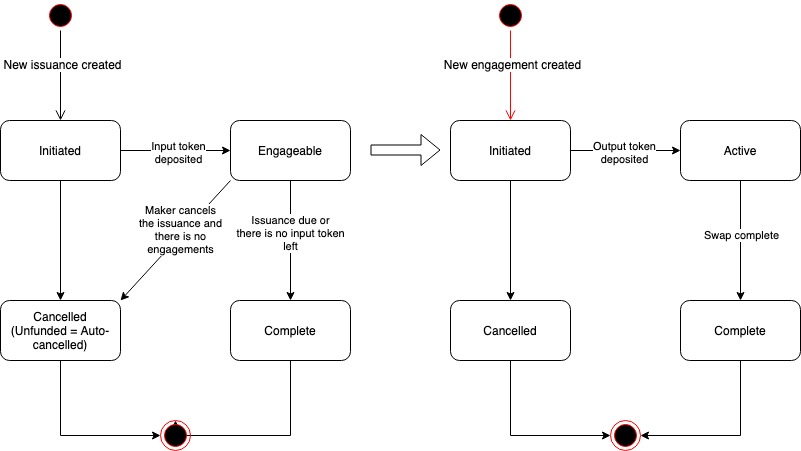 New issuance created
New engagement created
Initiated
Input token
deposited
Engageable
Initiated
Output token
deposited
Active
Maker cancels
the issuance and
there is no
engagements
Issuance due or
there is no input token
left
Swap complete
Cancelled
(Unfunded = Auto-
cancelled)
Complete
Cancelled
Complete